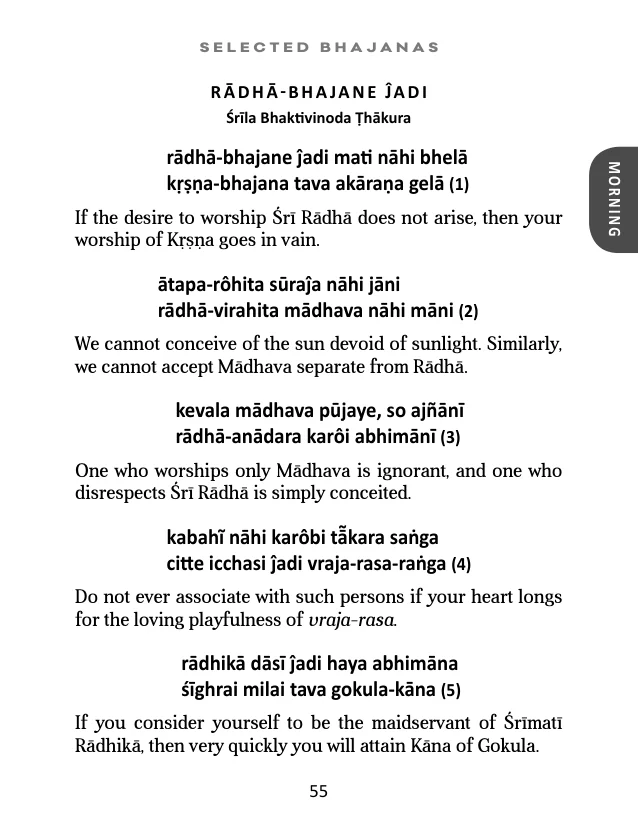 SELECTED BHAJANAS
RĀDHĀ-BHAJANE ĴADI
Śrīla Bhaktivinoda Ṭhākura
rādhā-bhajane ĵadi mati nāhi bhelā
kṛṣṇa-bhajana tava akāraṇa gelā (1)
MORNING
If the desire to worship Śrī Rādhā does not arise, then your
worship of Kṛṣṇa goes in vain.
ātapa-rôhita sūraĵa nāhi jāni
rādhā-virahita mādhava nāhi māni (2)
We cannot conceive of the sun devoid of sunlight. Similarly,
we cannot accept Mādhava separate from Rādhā.
kevala mādhava pūjaye, so ajñānī
rādhā-anādara karôi abhimānī (3)
One who worships only Mādhava is ignorant, and one who
disrespects Śrī Rādhā is simply conceited.
kabahī̃ nāhi karôbi tā̃kara saṅga
citte icchasi ĵadi vraja-rasa-raṅga (4)
Do not ever associate with such persons if your heart longs
for the loving playfulness of vraja-rasa.
rādhikā dāsī ĵadi haya abhimāna
śīghrai milai tava gokula-kāna (5)
If you consider yourself to be the maidservant of Śrīmatī
Rādhikā, then very quickly you will attain Kāna of Gokula.
55